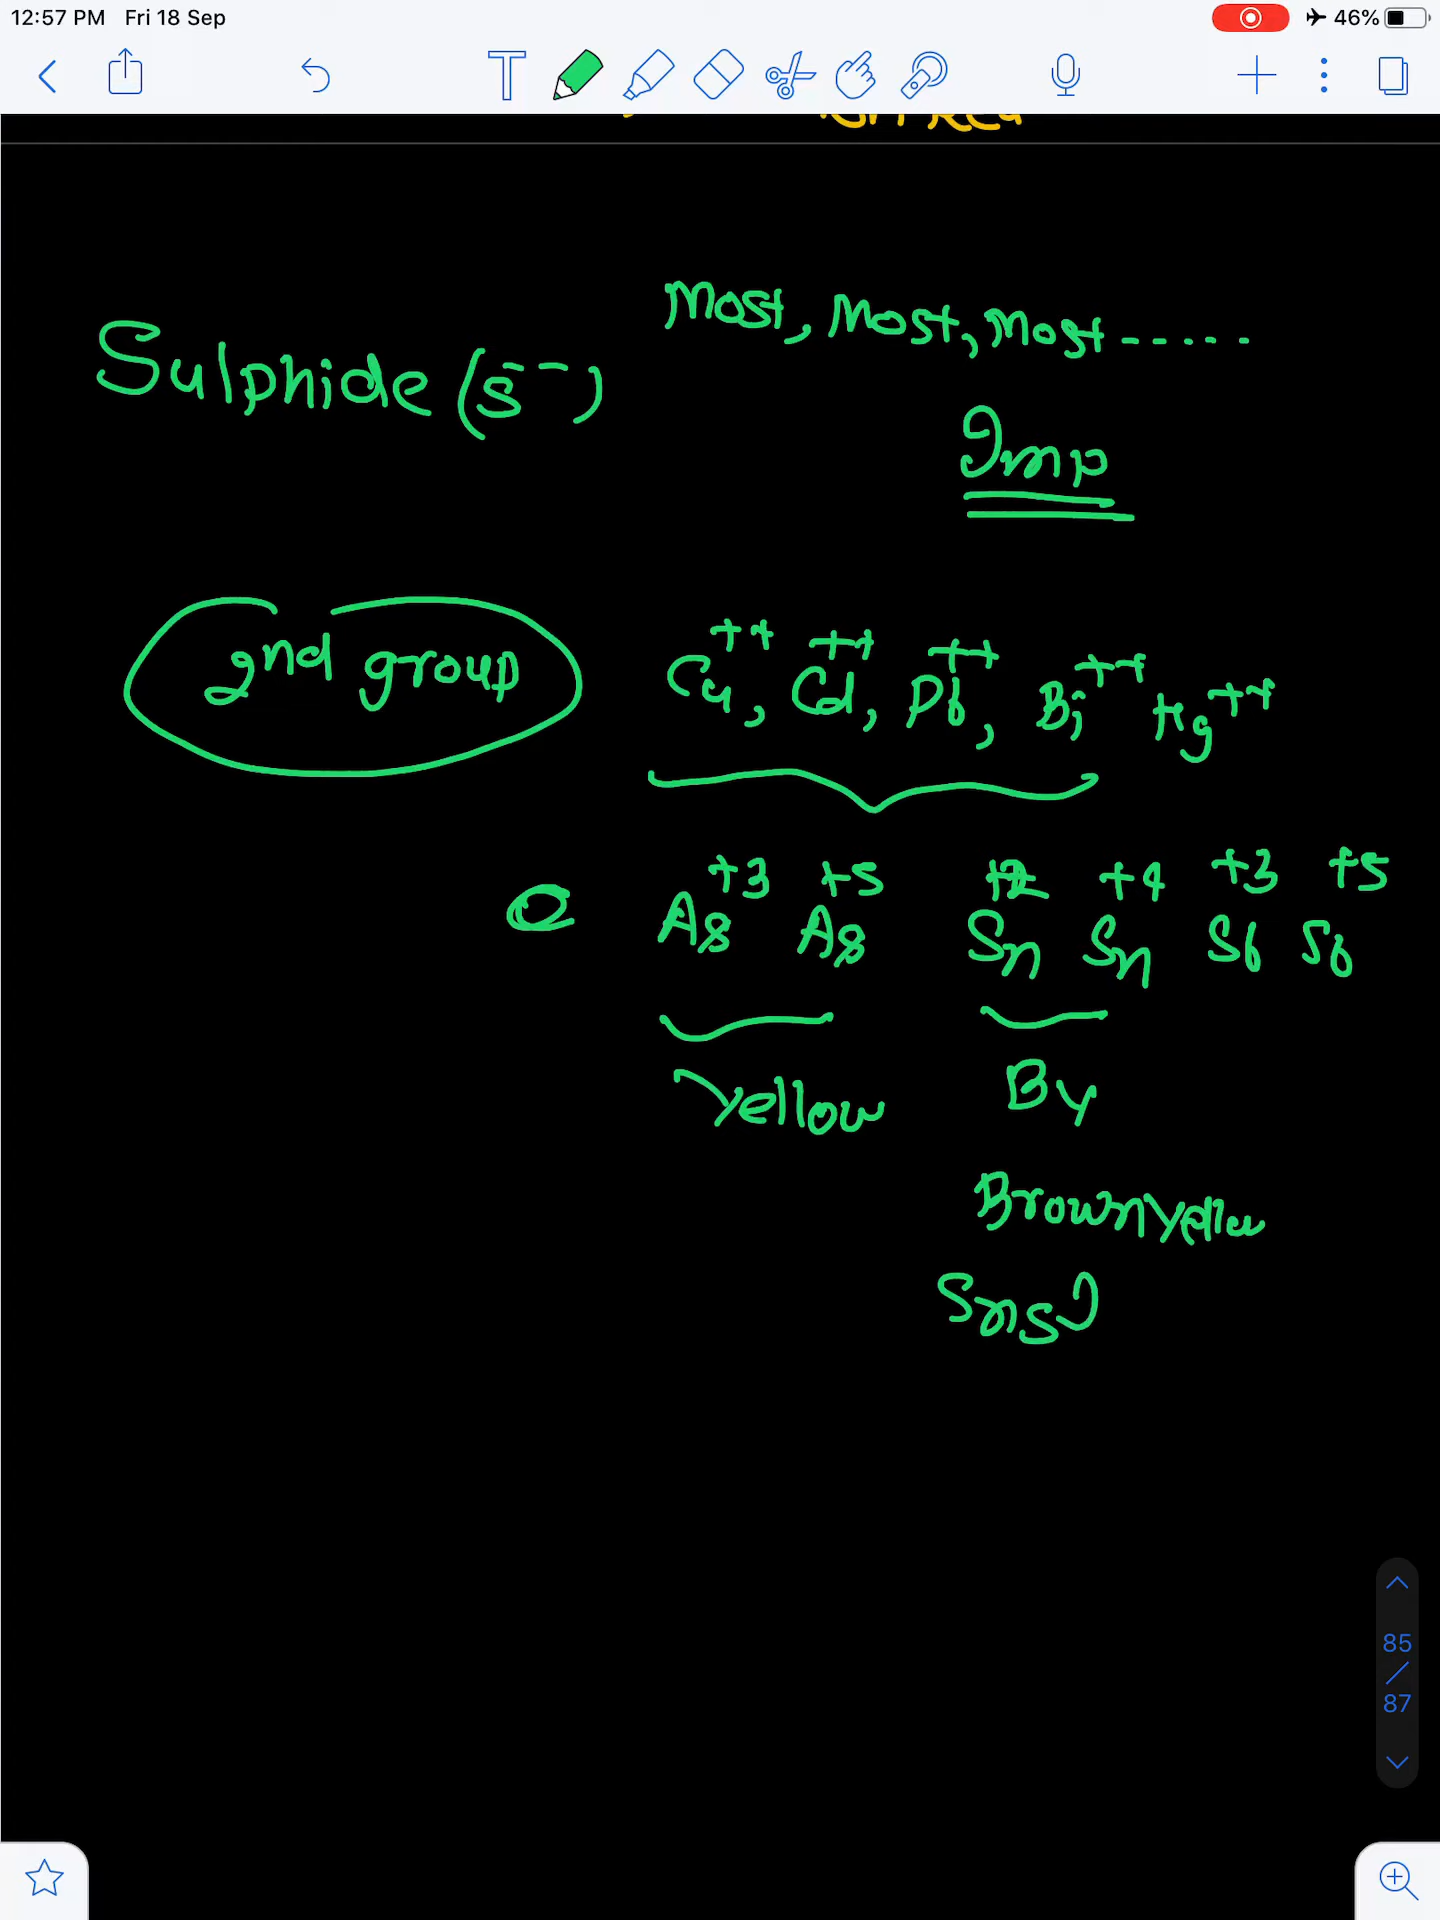 12:57 PM Fri 18 Sep 46%
T
Most, Most, Most -----
Sulphide (S--)
Imp
2nd group
Cu++, Cd++, Pb++, Bi++ Hg++
As+3 As+5 Sn+2 Sn+4 Sb+3 Sb+5
Yellow By
Brown Yellow
SnS
85
87